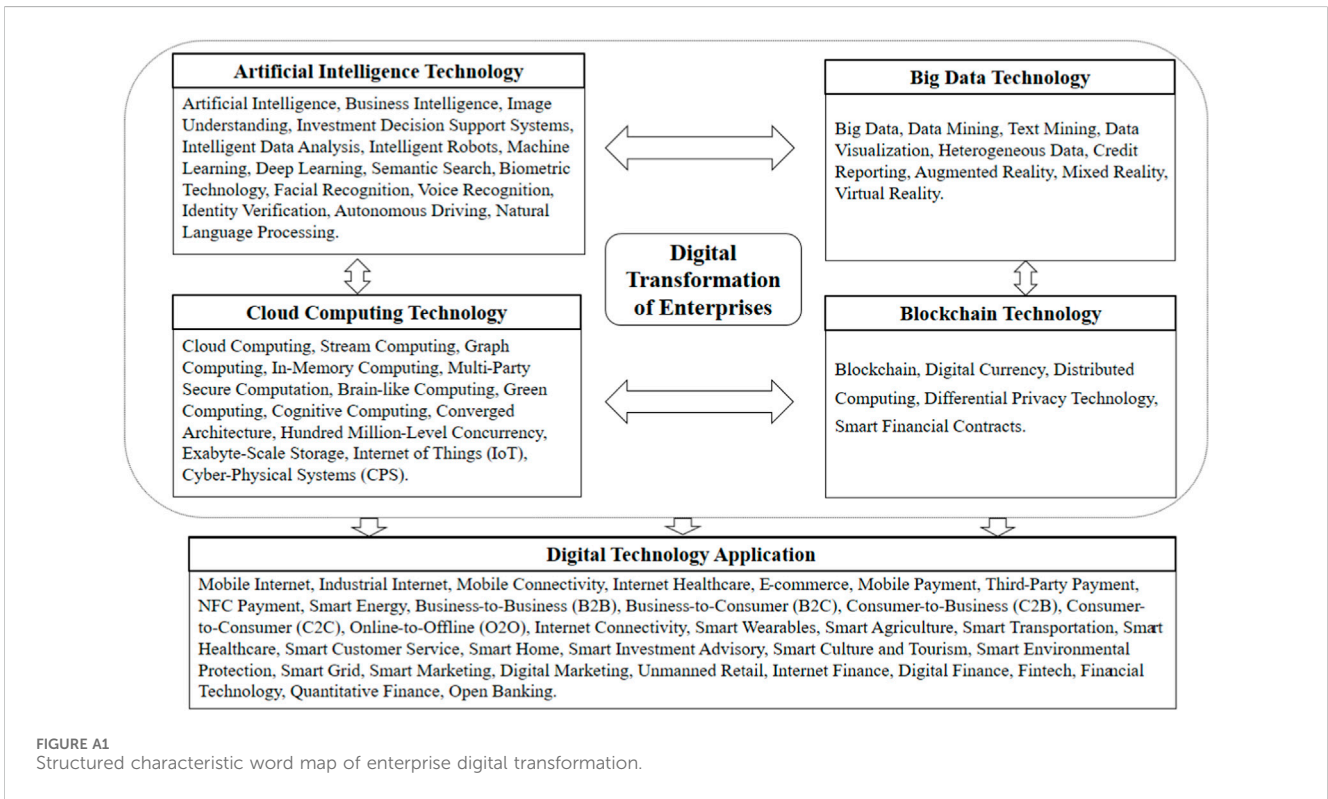 Artificial Intelligence Technology
Artificial Intelligence, Business Intelligence, Image
Understanding, Investment Decision Support Systems,
Intelligent Data Analysis, Intelligent Robots, Machine
Learning, Deep Learning, Semantic Search, Biometric
Technology, Facial Recognition, Voice Recognition,
Identity Verification, Autonomous Driving, Natural
Language Processing.
Big Data Technology
Big Data, Data Mining, Text Mining, Data
Visualization, Heterogeneous Data, Credit
Reporting, Augmented Reality, Mixed Reality,
Virtual Reality.
Digital
Transformation
of Enterprises
Cloud Computing Technology
Cloud Computing, Stream Computing, Graph
Computing, In-Memory Computing, Multi-Party
Secure Computation, Brain-like Computing, Green
Computing, Cognitive Computing, Converged
Architecture, Hundred Million-Level Concurrency,
Exabyte-Scale Storage, Internet of Things (IoT),
Cyber-Physical Systems (CPS).
Blockchain Technology
Blockchain, Digital Currency, Distributed
Computing, Differential Privacy Technology,
Smart Financial Contracts.
Digital Technology Application
Mobile Internet, Industrial Internet, Mobile Connectivity, Internet Healthcare, E-commerce, Mobile Payment, Third-Party Payment,
NFC Payment, Smart Energy, Business-to-Business (B2B), Business-to-Consumer (B2C), Consumer-to-Business (C2B), Consumer-
to-Consumer (C2C), Online-to-Offline (O2O), Internet Connectivity, Smart Wearables, Smart Agriculture, Smart Transportation, Smart
Healthcare, Smart Customer Service, Smart Home, Smart Investment Advisory, Smart Culture and Tourism, Smart Environmental
Protection, Smart Grid, Smart Marketing, Digital Marketing, Unmanned Retail, Internet Finance, Digital Finance, Fintech, Financial
Technology, Quantitative Finance, Open Banking.
FIGURE A1
Structured characteristic word map of enterprise digital transformation.